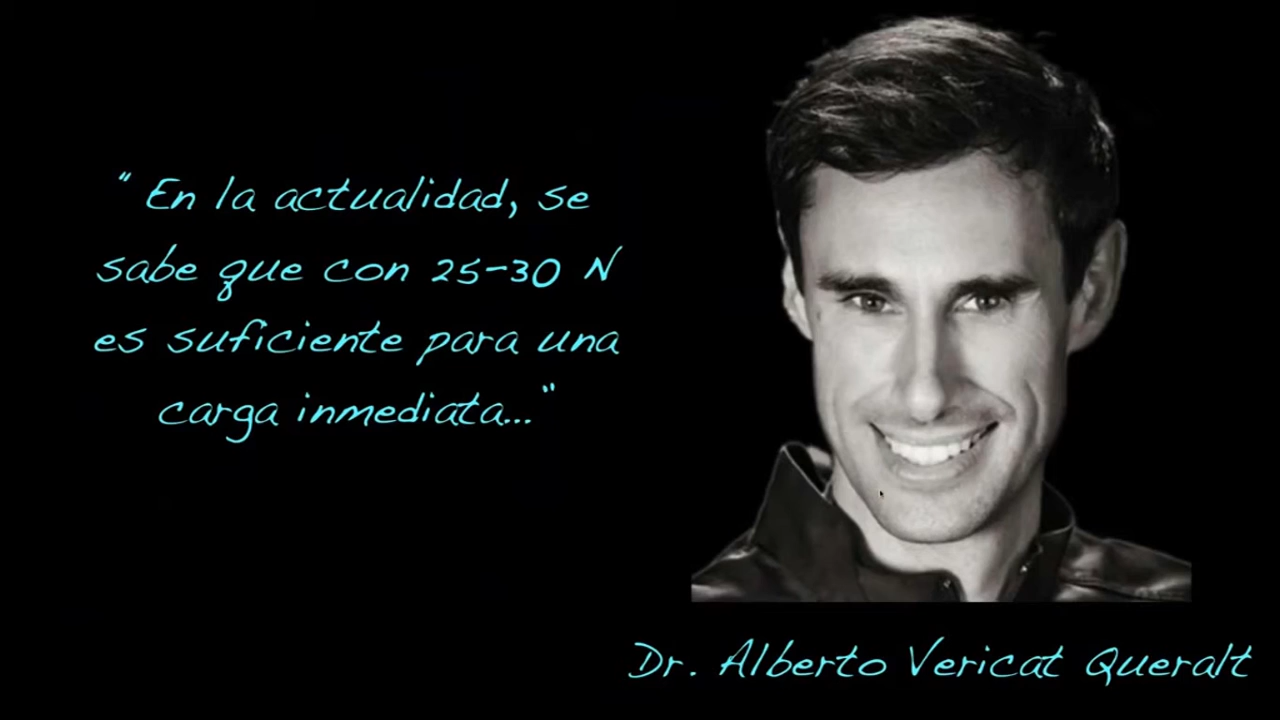 " En la actualidad, se
sabe que con 25-30 N
es suficiente para una
carga inmediata..."
Dr. Alberto Vericat Queralt